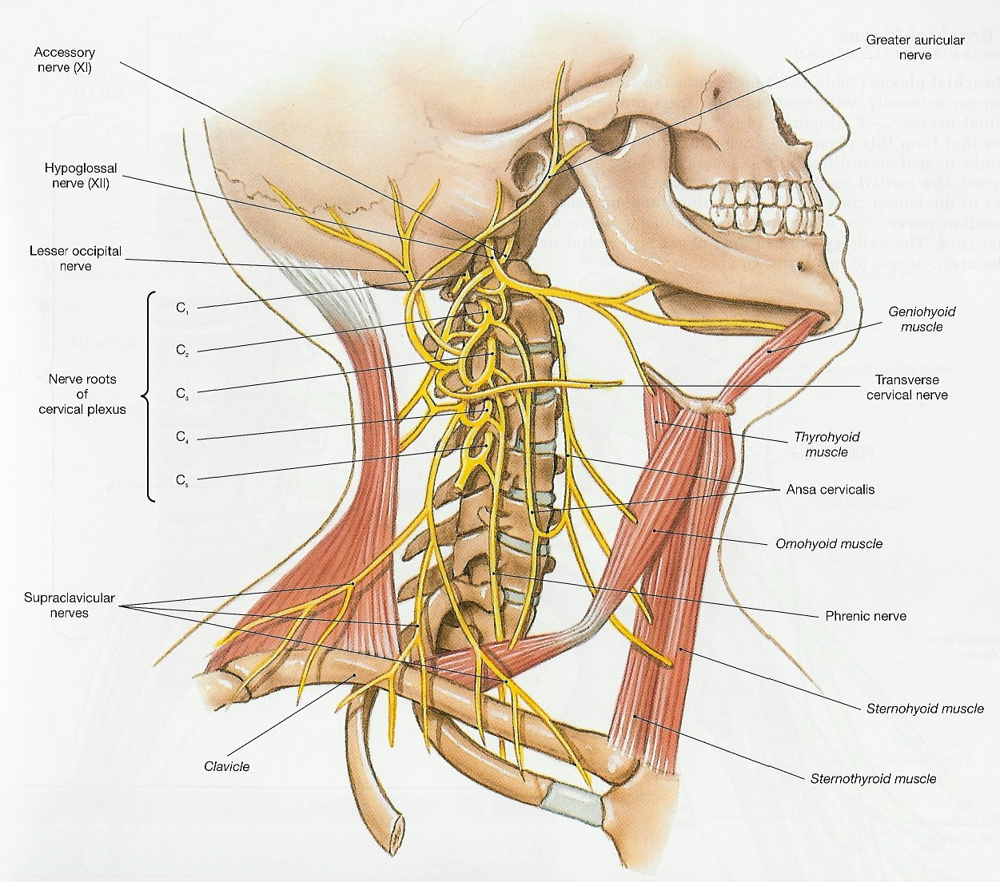 Accessory
nerve (XI)
Greater auricular
nerve
Hypoglossal
nerve (XII)
Lesser occipital
nerve
C₁
C₂
C₃
C₄
C₅
Nerve roots
of
cervical plexus
Geniohyoid
muscle
Transverse
cervical nerve
Thyrohyoid
muscle
Ansa cervicalis
Omohyoid muscle
Supraclavicular
nerves
Phrenic nerve
Sternohyoid muscle
Clavicle
Sternothyroid muscle